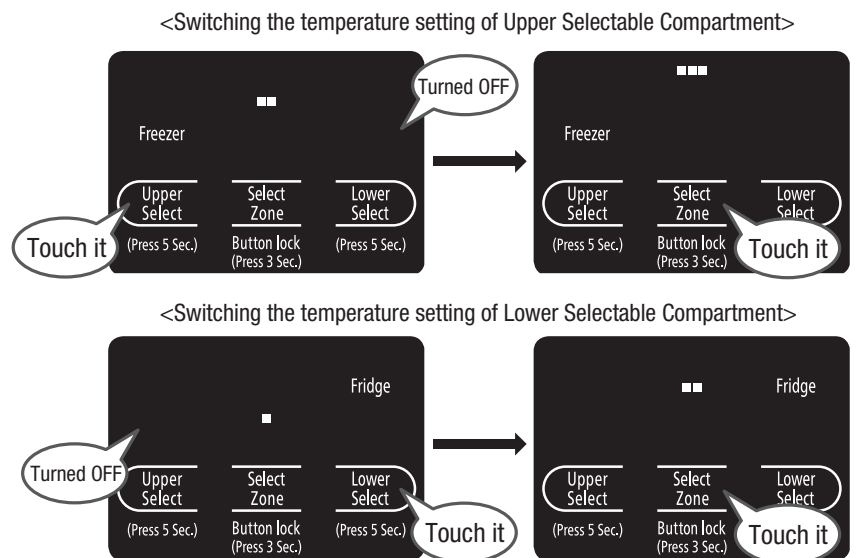 <Switching the temperature setting of Upper Selectable Compartment>
Turned OFF
Freezer
Freezer
Upper Select
Select Zone
Lower Select
Upper Select
Select Zone
Lower Select
Touch it
(Press 5 Sec.)
Button lock
(Press 3 Sec.)
(Press 5 Sec.)
(Press 5 Sec.)
Button lock
(Press 3 Sec.)
Touch it
<Switching the temperature setting of Lower Selectable Compartment>
Fridge
Fridge
Turned OFF
Upper Select
Select Zone
Lower Select
Upper Select
Select Zone
Lower Select
(Press 5 Sec.)
Button lock
(Press 3 Sec.)
(Press 5 Sec.)
Touch it
(Press 5 Sec.)
Button lock
(Press 3 Sec.)
Touch it